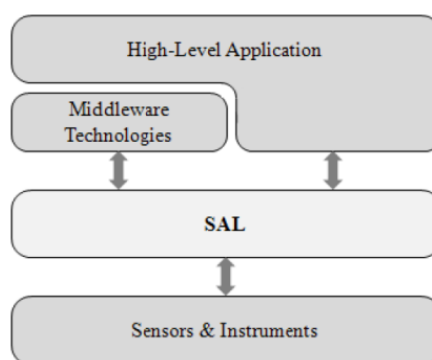 High-Level Application
Middleware
Technologies
SAL
Sensors & Instruments